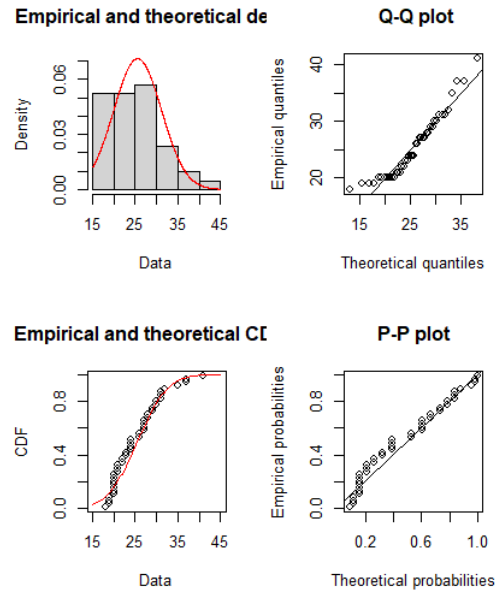 Empirical and theoretical de
Density
0.00 0.03 0.06
15 25 35 45
Data
Q-Q plot
Empirical quantiles
20 30 40
15 25 35
Theoretical quantiles
Empirical and theoretical CD
CDF
0.0 0.4 0.8
15 25 35 45
Data
P-P plot
Empirical probabilities
0.0 0.4 0.8
0.2 0.6 1.0
Theoretical probabilities